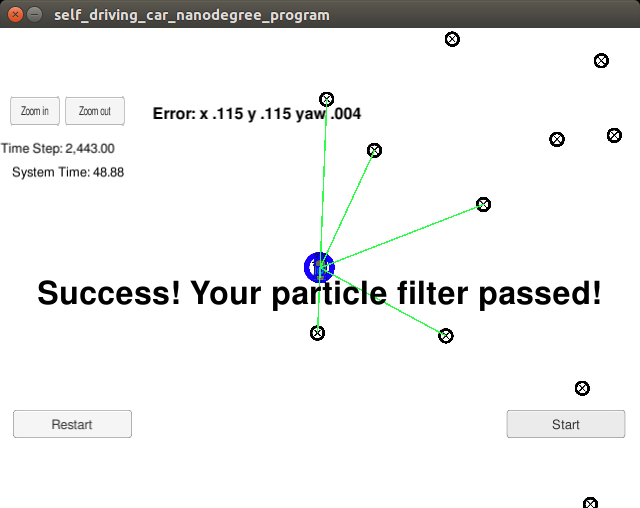 self_driving_car_nanodegree_program
Zoom in Zoom out
Error: x .115 y .115 yaw .004
Time Step: 2,443.00
System Time: 48.88
Success! Your particle filter passed!
Restart
Start